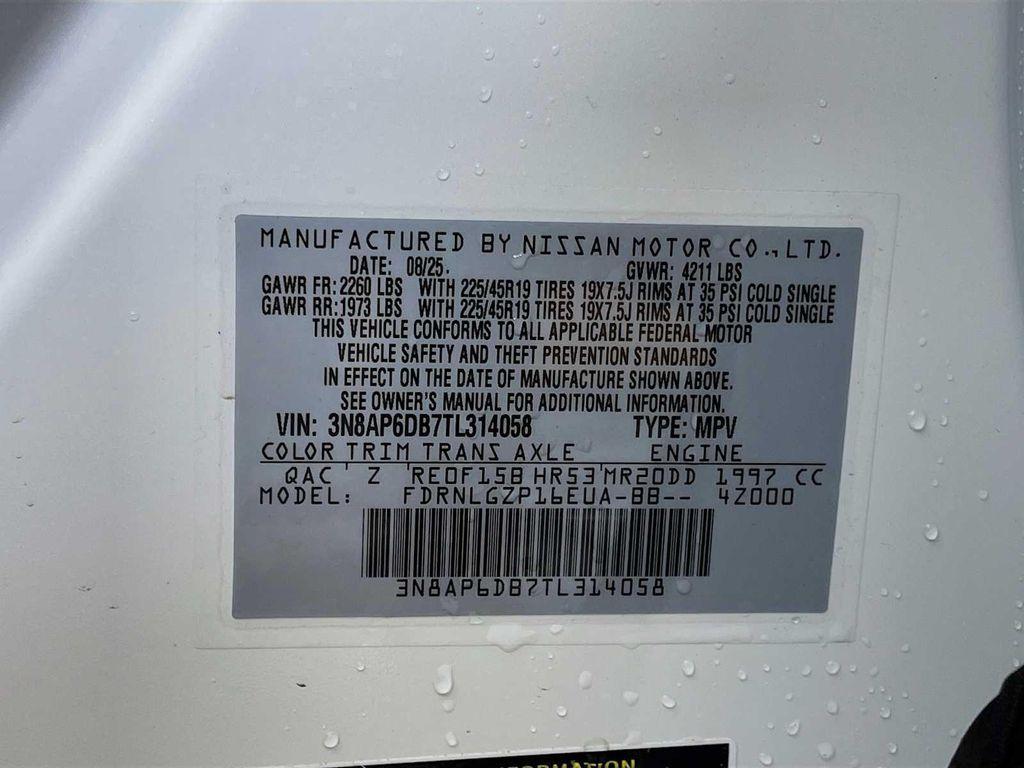 MANUFACTURED BY NISSAN MOTOR CO., LTD.
DATE: 08/25. GVWR: 4211 LBS
GAWR FR: 2260 LBS WITH 225/45R19 TIRES 19X7.5J RIMS AT 35 PSI COLD SINGLE
GAWR RR: 1973 LBS WITH 225/45R19 TIRES 19X7.5J RIMS AT 35 PSI COLD SINGLE
THIS VEHICLE CONFORMS TO ALL APPLICABLE FEDERAL MOTOR
VEHICLE SAFETY AND THEFT PREVENTION STANDARDS
IN EFFECT ON THE DATE OF MANUFACTURE SHOWN ABOVE.
SEE OWNER'S MANUAL FOR ADDITIONAL INFORMATION.
VIN: 3N8AP6DB7TL314058 TYPE: MPV
COLOR TRIM TRANS AXLE ENGINE
QAC Z RE0F15B HR53 MR20DD 1997 CC
MODEL: FDRNLGZP16EUA-BB-- 4Z000
3N8AP6DB7TL314058